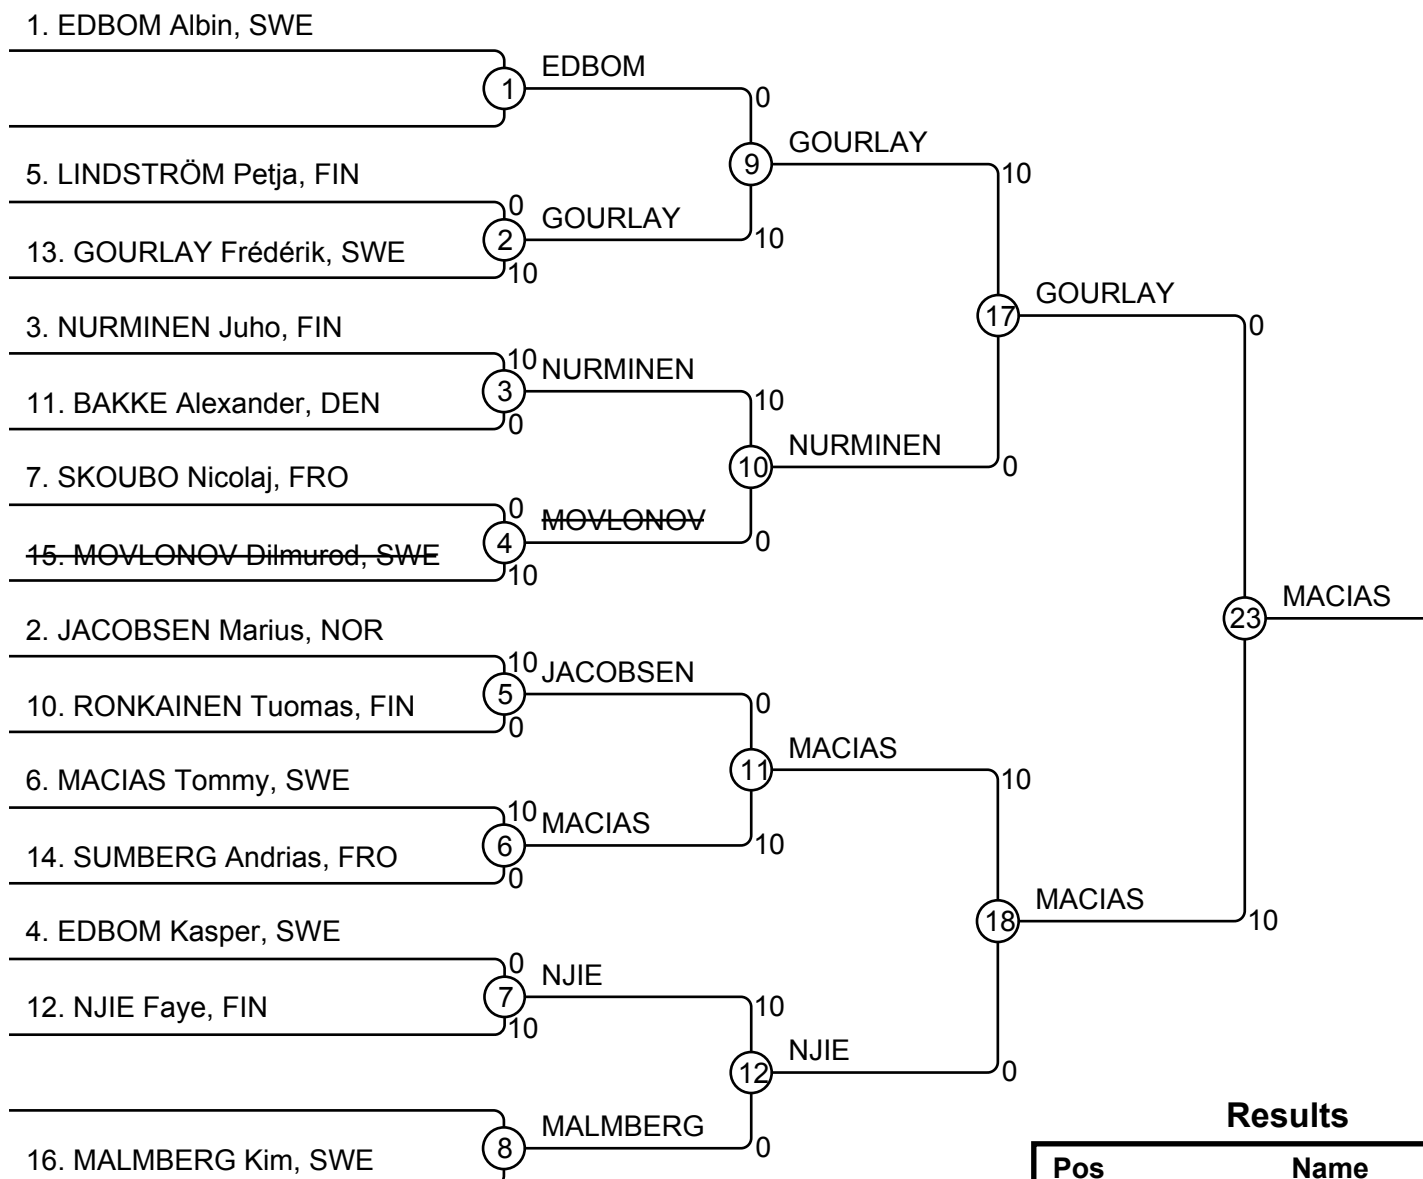 1. EDBOM Albin, SWE
EDBOM
1
0
GOURLAY
9
10
5. LINDSTRÖM Petja, FIN
0
GOURLAY
2
10
13. GOURLAY Frédérik, SWE
10
GOURLAY
17
0
3. NURMINEN Juho, FIN
10
NURMINEN
3
10
11. BAKKE Alexander, DEN
0
NURMINEN
10
0
7. SKOUBO Nicolaj, FRO
0
MOVLONOV
4
0
15. MOVLONOV Dilmurod, SWE
10
MACIAS
23
2. JACOBSEN Marius, NOR
10
JACOBSEN
5
0
10. RONKAINEN Tuomas, FIN
0
MACIAS
11
10
6. MACIAS Tommy, SWE
10
MACIAS
6
10
14. SUMBERG Andrias, FRO
0
MACIAS
18
10
4. EDBOM Kasper, SWE
0
NJIE
7
10
12. NJIE Faye, FIN
10
NJIE
12
0
MALMBERG
8
0
16. MALMBERG Kim, SWE
Results
Pos Name